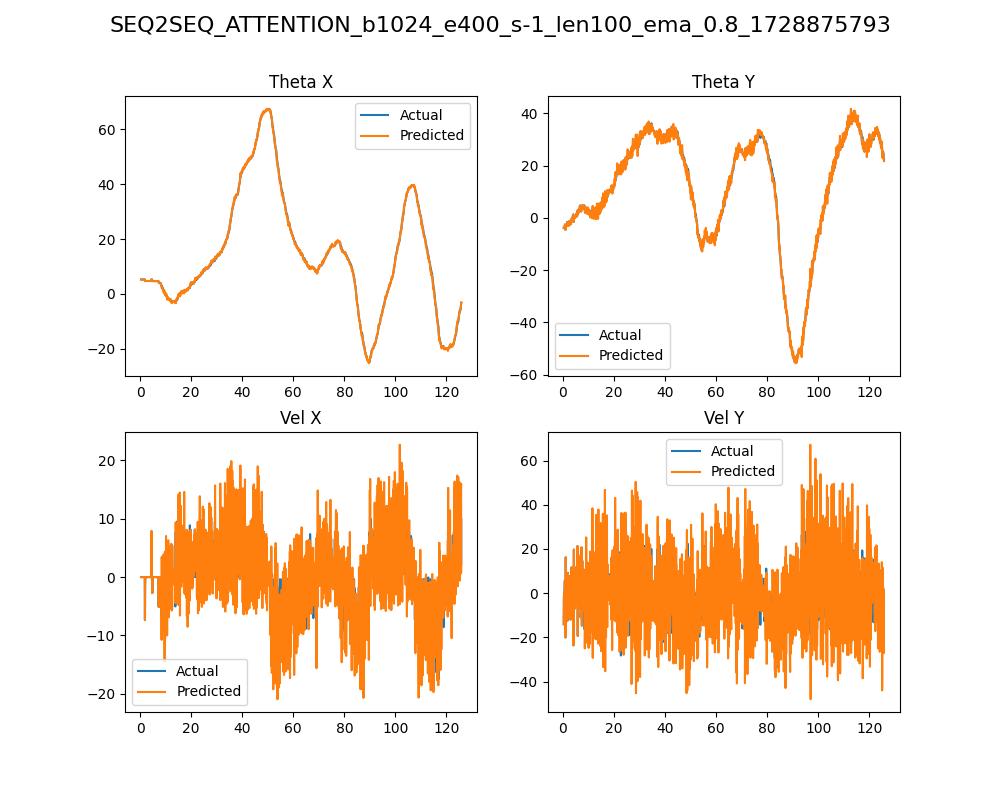 SEQ2SEQ_ATTENTION_b1024_e400_s-1_len100_ema_0.8_1728875793
Theta X
Actual
Predicted
60
40
20
0
−20
0 20 40 60 80 100 120
Theta Y
Actual
Predicted
40
20
0
−20
−40
−60
0 20 40 60 80 100 120
Vel X
Actual
Predicted
20
10
0
−10
−20
0 20 40 60 80 100 120
Vel Y
Actual
Predicted
60
40
20
0
−20
−40
0 20 40 60 80 100 120